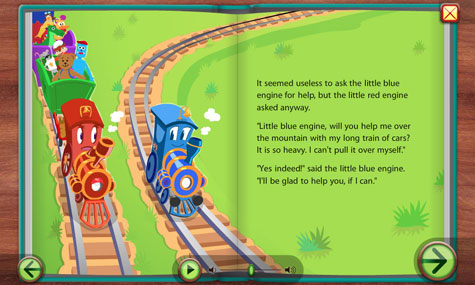 It seemed useless to ask the little blue
engine for help, but the little red engine
asked anyway.
"Little blue engine, will you help me over
the mountain with my long train of cars?
It is so heavy. I can't pull it over myself."
"Yes indeed!" said the little blue engine.
"I'll be glad to help you, if I can."